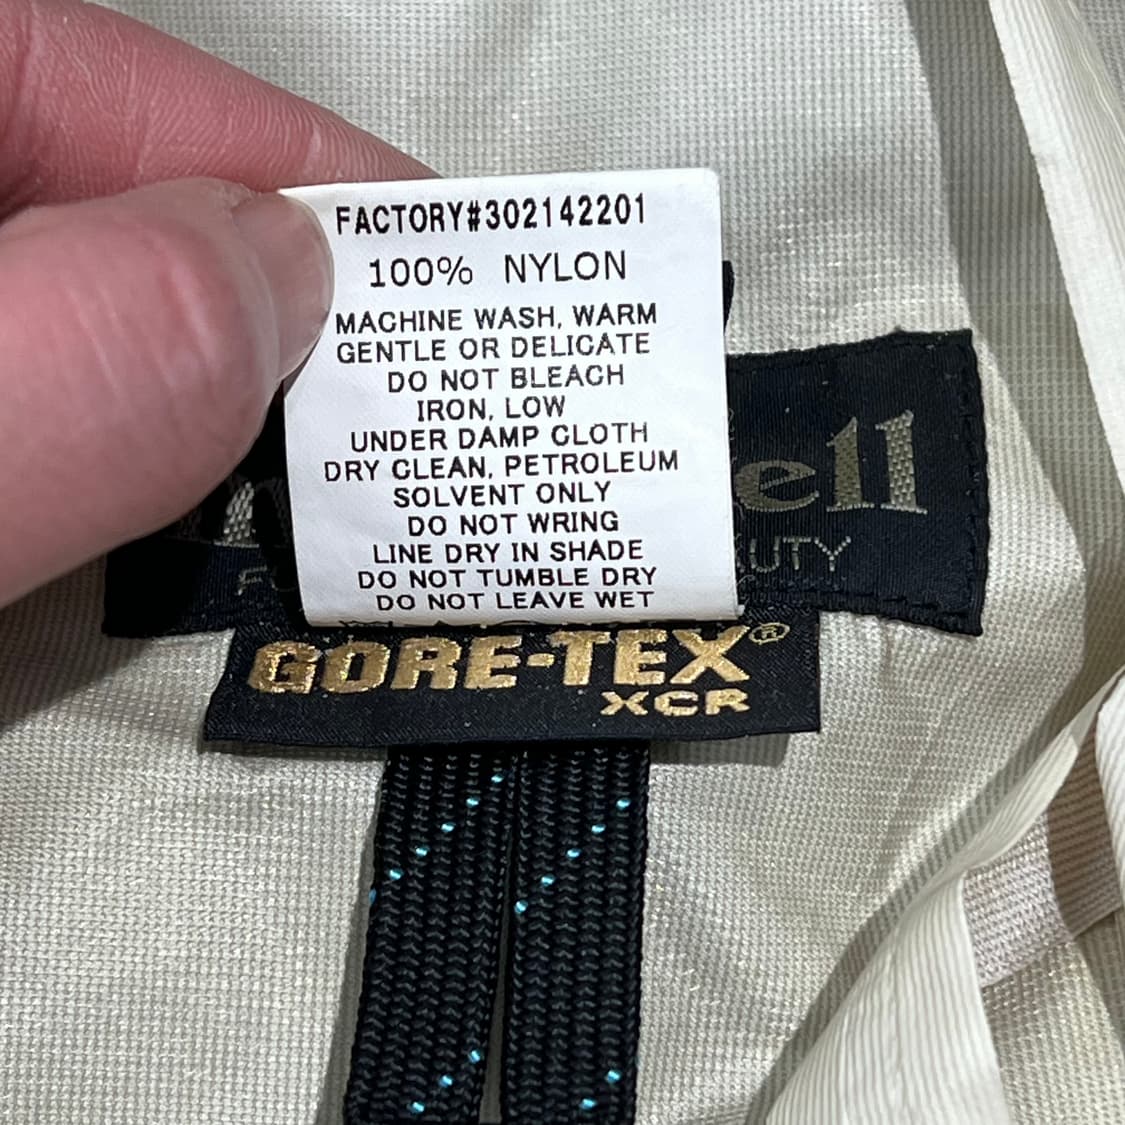 FACTORY#302142201
100% NYLON
MACHINE WASH, WARM
GENTLE OR DELICATE
DO NOT BLEACH
IRON, LOW
UNDER DAMP CLOTH
DRY CLEAN, PETROLEUM
SOLVENT ONLY
DO NOT WRING
LINE DRY IN SHADE
DO NOT TUMBLE DRY
DO NOT LEAVE WET
GORE-TEX®
XCR